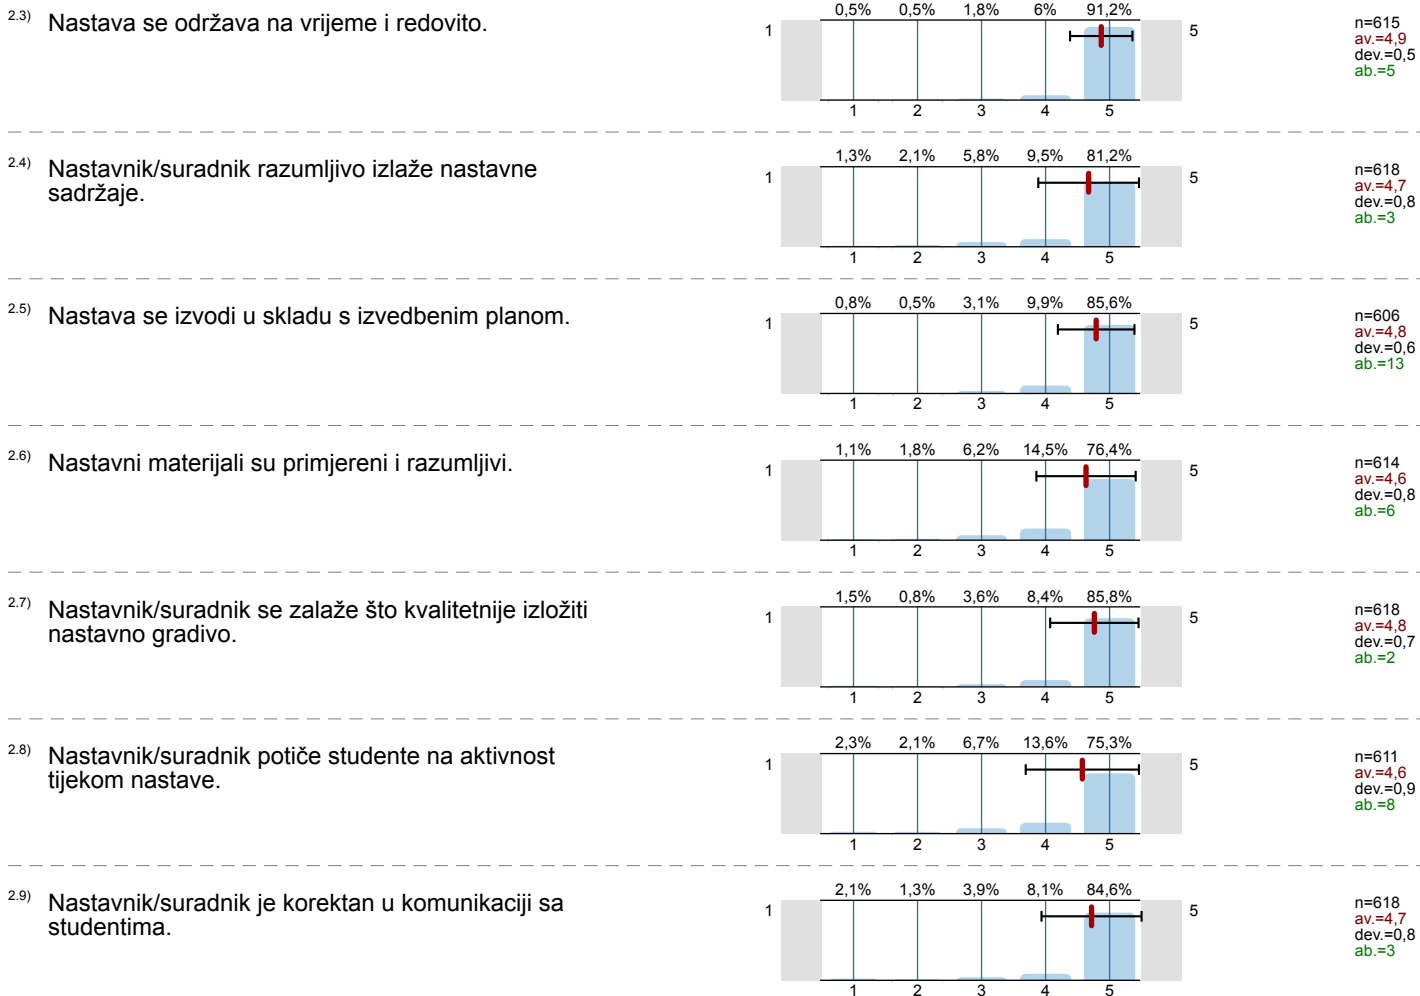 2.3) Nastava se održava na vrijeme i redovito.
0,5% 0,5% 1,8% 6% 91,2%
1 5
1 2 3 4 5
n=615
av.=4,9
dev.=0,5
ab.=5
2.4) Nastavnik/suradnik razumljivo izlaže nastavne
sadržaje.
1,3% 2,1% 5,8% 9,5% 81,2%
1 5
1 2 3 4 5
n=618
av.=4,7
dev.=0,8
ab.=3
2.5) Nastava se izvodi u skladu s izvedbenim planom.
0,8% 0,5% 3,1% 9,9% 85,6%
1 5
1 2 3 4 5
n=606
av.=4,8
dev.=0,6
ab.=13
2.6) Nastavni materijali su primjereni i razumljivi.
1,1% 1,8% 6,2% 14,5% 76,4%
1 5
1 2 3 4 5
n=614
av.=4,6
dev.=0,8
ab.=6
2.7) Nastavnik/suradnik se zalaže što kvalitetnije izložiti
nastavno gradivo.
1,5% 0,8% 3,6% 8,4% 85,8%
1 5
1 2 3 4 5
n=618
av.=4,8
dev.=0,7
ab.=2
2.8) Nastavnik/suradnik potiče studente na aktivnost
tijekom nastave.
2,3% 2,1% 6,7% 13,6% 75,3%
1 5
1 2 3 4 5
n=611
av.=4,6
dev.=0,9
ab.=8
2.9) Nastavnik/suradnik je korektan u komunikaciji sa
studentima.
2,1% 1,3% 3,9% 8,1% 84,6%
1 5
1 2 3 4 5
n=618
av.=4,7
dev.=0,8
ab.=3